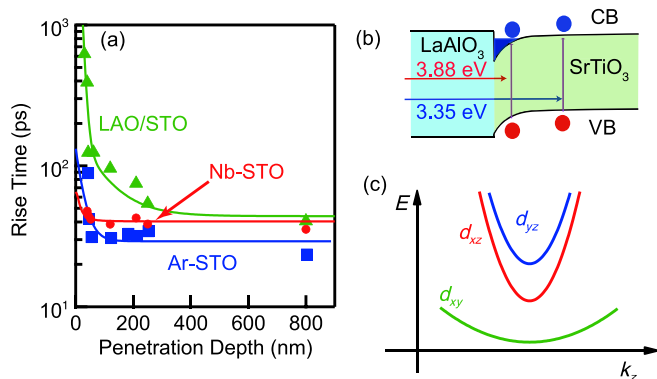 (a)
10³
10²
10¹
Rise Time (ps)
LAO/STO
Nb-STO
Ar-STO
0 200 400 600 800
Penetration Depth (nm)
(b)
CB
LaAlO₃
3.88 eV
SrTiO₃
3.35 eV
VB
(c)
E
d_yz
d_xz
d_xy
k_z